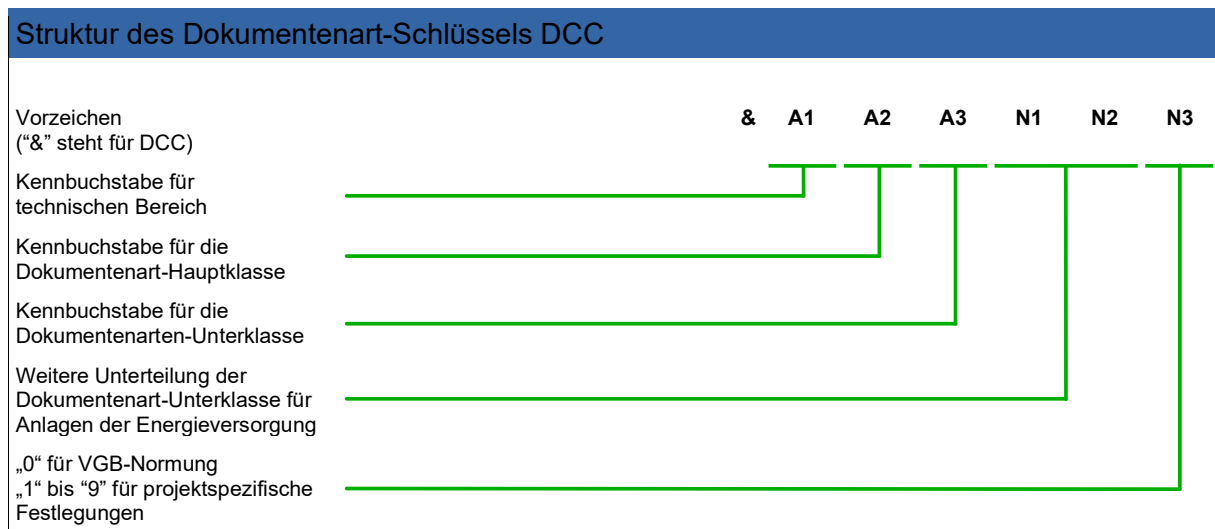 Struktur des Dokumentenart-Schlüssels DCC
Vorzeichen
(“&” steht für DCC)
& A1 A2 A3 N1 N2 N3
Kennbuchstabe für
technischen Bereich
Kennbuchstabe für die
Dokumentenart-Hauptklasse
Kennbuchstabe für die
Dokumentenarten-Unterklasse
Weitere Unterteilung der
Dokumentenart-Unterklasse für
Anlagen der Energieversorgung
„0“ für VGB-Normung
„1“ bis “9” für projektspezifische
Festlegungen